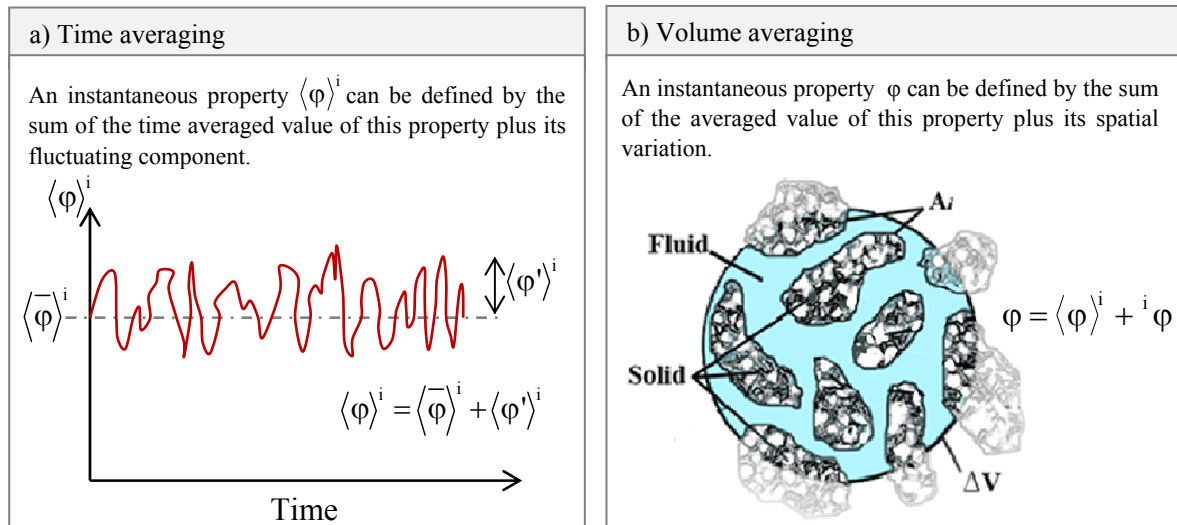 a) Time averaging
An instantaneous property ⟨φ⟩ⁱ can be defined by the
sum of the time averaged value of this property plus its
fluctuating component.
⟨φ⟩ⁱ
⟨φ'⟩ⁱ
⟨φ̅⟩ⁱ
⟨φ⟩ⁱ = ⟨φ̅⟩ⁱ + ⟨φ'⟩ⁱ
Time
b) Volume averaging
An instantaneous property φ can be defined by the sum
of the averaged value of this property plus its spatial
variation.
Aᵢ
Fluid
φ = ⟨φ⟩ⁱ + ⁱφ
Solid
ΔV